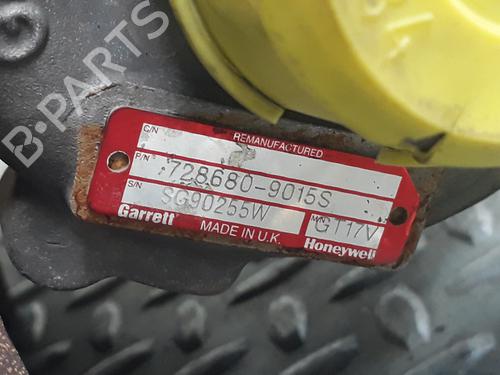 REMANUFACTURED
C/N
P/N 728680-9015S
S/N SG90255W M/N GT17V
Garrett MADE IN U.K. Honeywell
B-PARTS